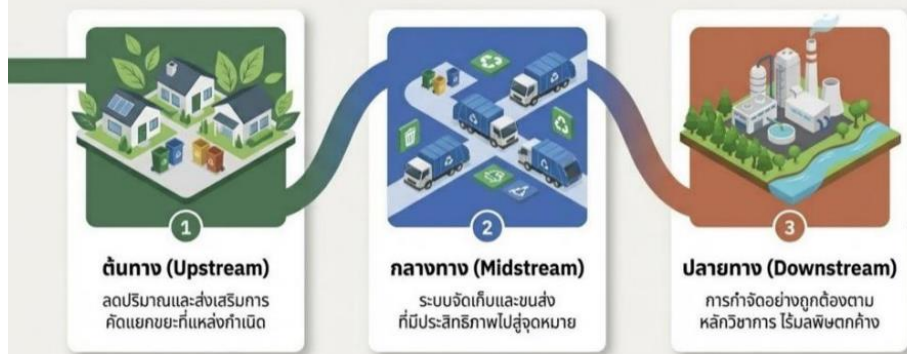 1
ต้นทาง (Upstream)
ลดปริมาณและส่งเสริมการ
คัดแยกขยะที่แหล่งกำเนิด
2
กลางทาง (Midstream)
ระบบจัดเก็บและขนส่ง
ที่มีประสิทธิภาพไปสู่จุดหมาย
3
ปลายทาง (Downstream)
การกำจัดอย่างถูกต้องตาม
หลักวิชาการ ไร้มลพิษตกค้าง